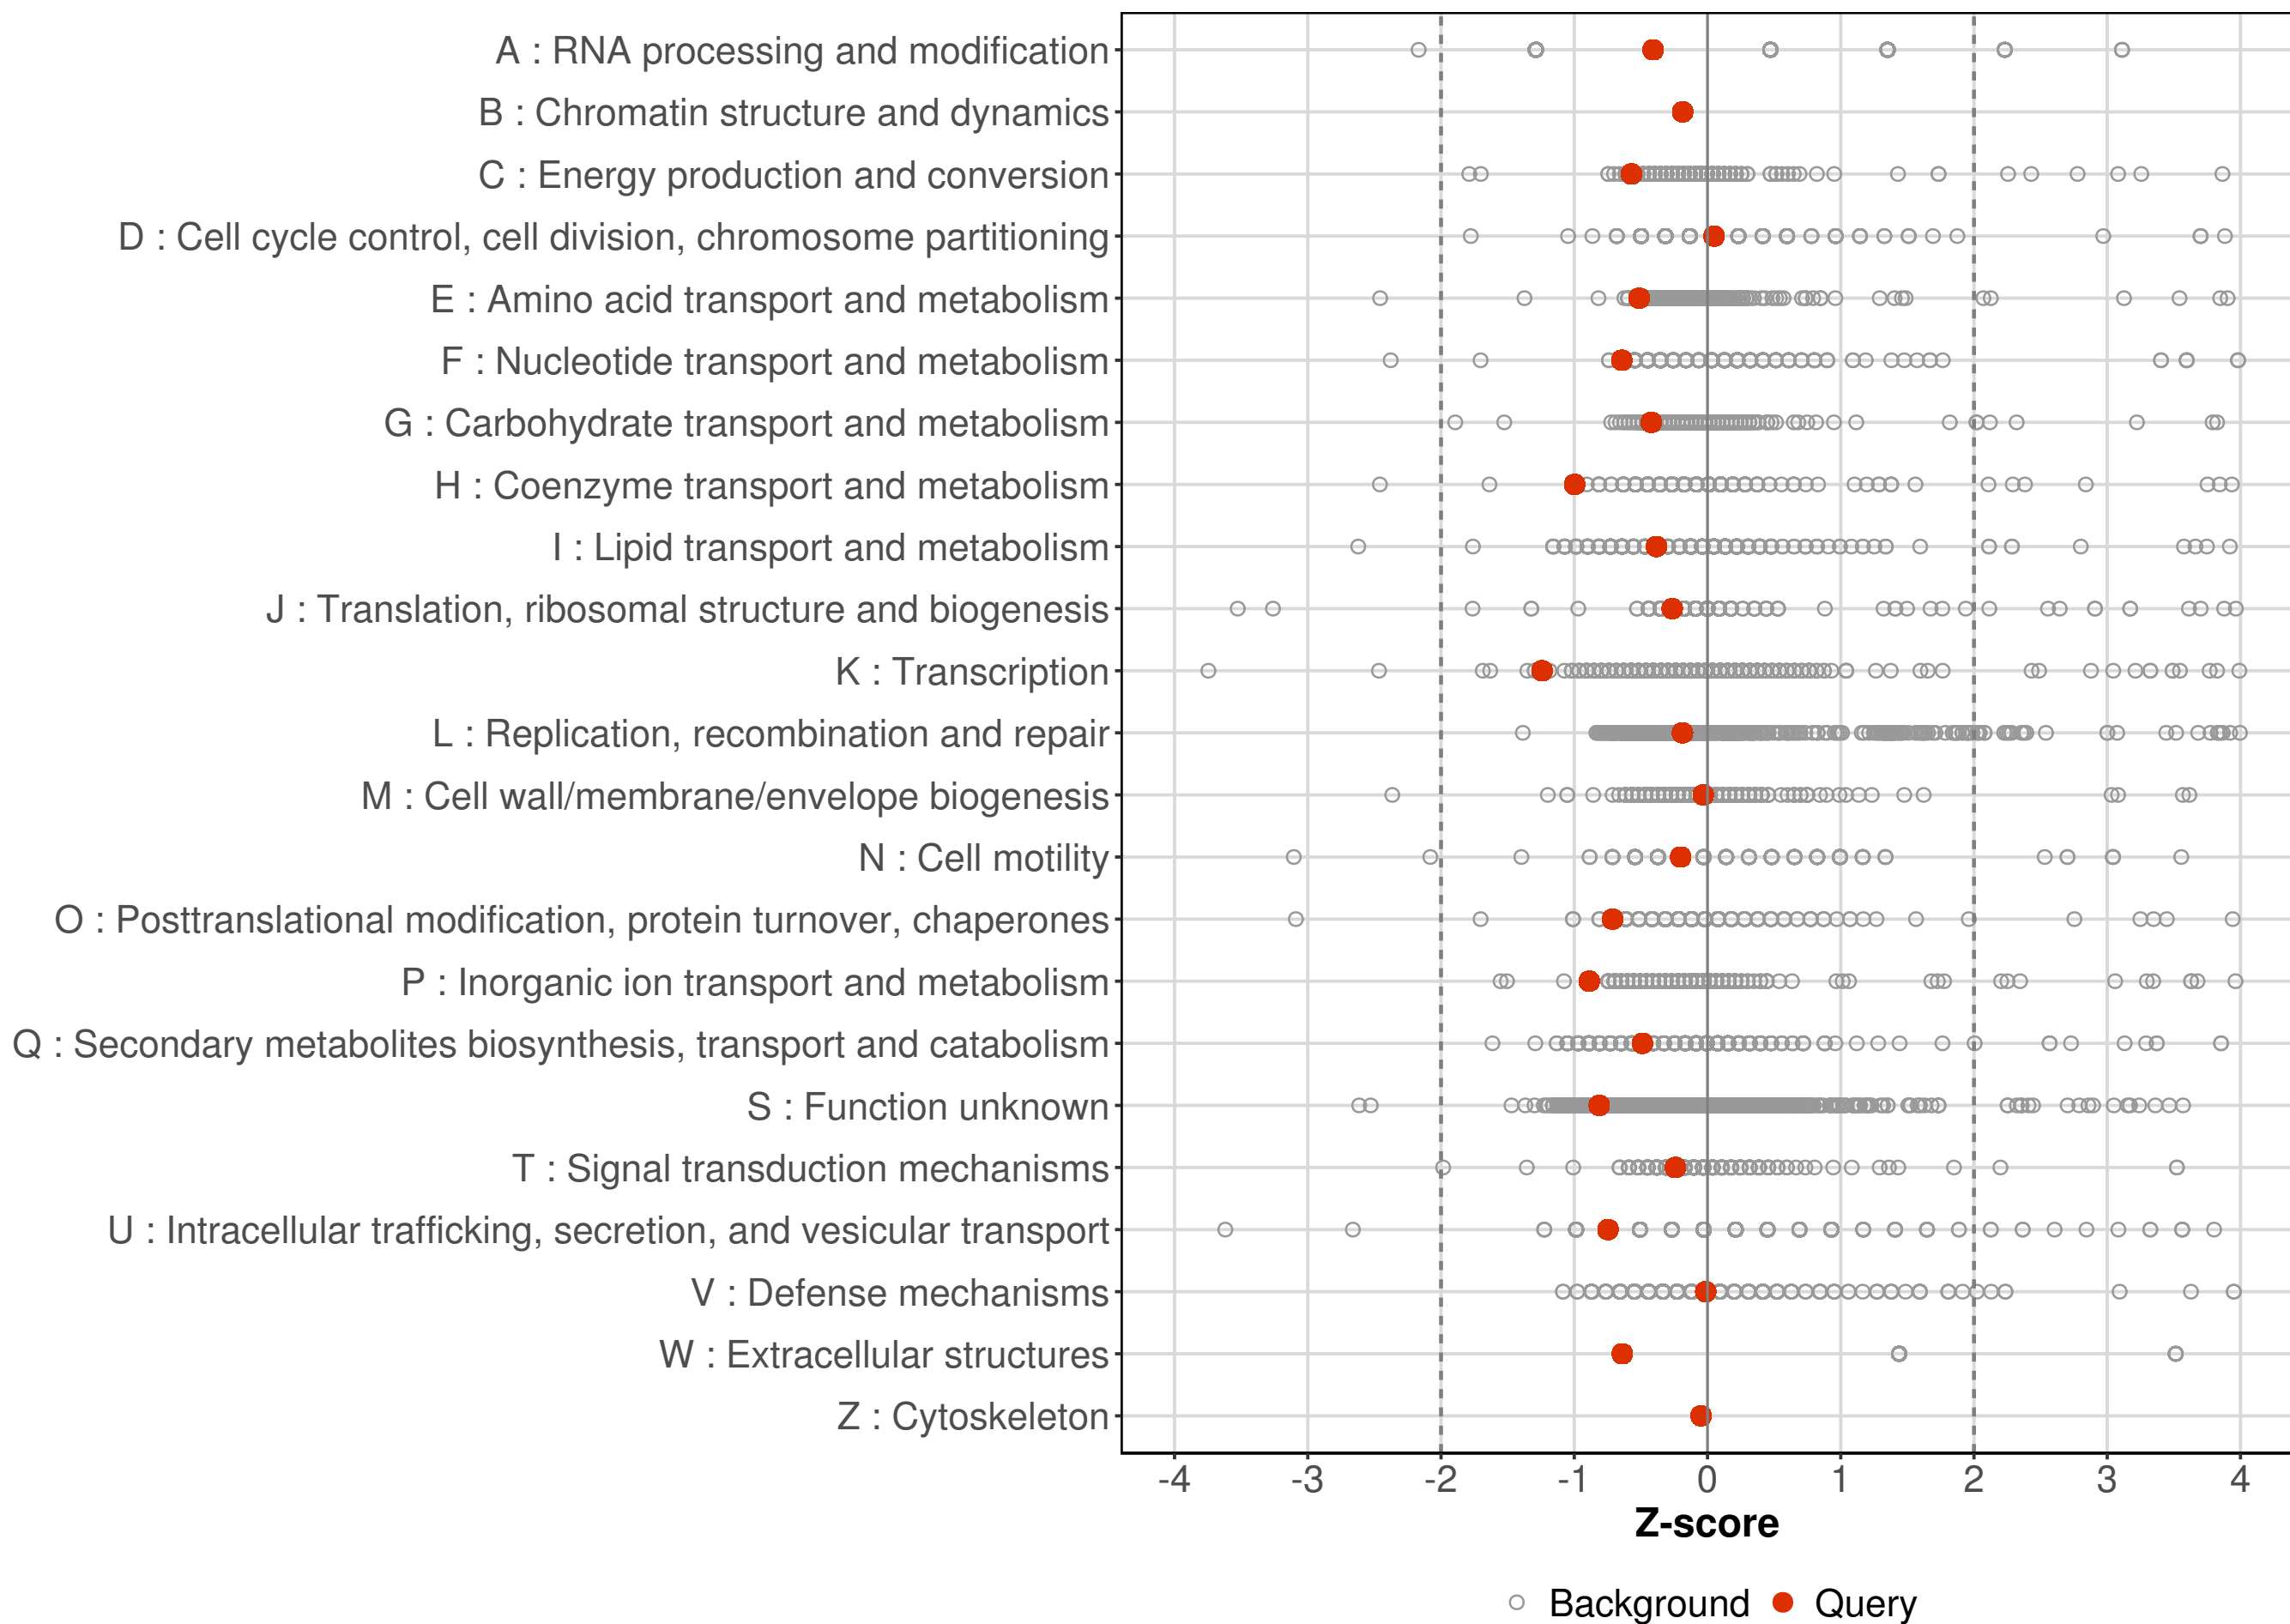 A : RNA processing and modification
B : Chromatin structure and dynamics
C : Energy production and conversion
D : Cell cycle control, cell division, chromosome partitioning
E : Amino acid transport and metabolism
F : Nucleotide transport and metabolism
G : Carbohydrate transport and metabolism
H : Coenzyme transport and metabolism
I : Lipid transport and metabolism
J : Translation, ribosomal structure and biogenesis
K : Transcription
L : Replication, recombination and repair
M : Cell wall/membrane/envelope biogenesis
N : Cell motility
O : Posttranslational modification, protein turnover, chaperones
P : Inorganic ion transport and metabolism
Q : Secondary metabolites biosynthesis, transport and catabolism
S : Function unknown
T : Signal transduction mechanisms
U : Intracellular trafficking, secretion, and vesicular transport
V : Defense mechanisms
W : Extracellular structures
Z : Cytoskeleton
-4 -3 -2 -1 0 1 2 3 4
Z-score
Background Query